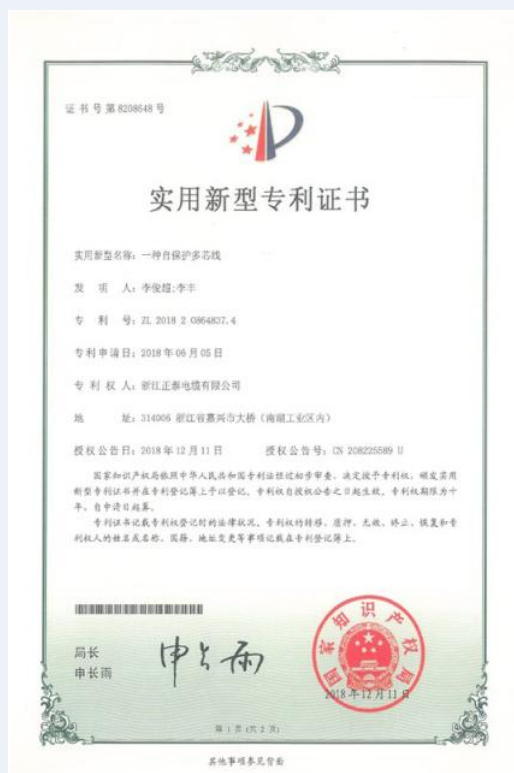 证书号第8208648号
实用新型专利证书
实用新型名称：一种自保护多芯线
发明人：李俊超;李丰
专利号：ZL 2018 2 0864837.4
专利申请日：2018年06月05日
专利权人：浙江正泰电缆有限公司
地址：314006 浙江省嘉兴市大桥（南湖工业区内）
授权公告日：2018年12月11日 授权公告号：CN 208225589 U
国家知识产权局依照中华人民共和国专利法经过初步审查，决定授予专利权，颁发实用
新型专利证书并在专利登记簿上予以登记。专利权自授权公告之日起生效。专利权期限为十
年，自申请日起算。
专利证书记载专利权登记时的法律状况。专利权的转移、质押、无效、终止、恢复和专
利权人的姓名或名称、国籍、地址变更等事项记载在专利登记簿上。
局长
申长雨
申长雨
国家知识产权局
2018年12月11日
第 1 页 (共 2 页)
其他事项参见背面